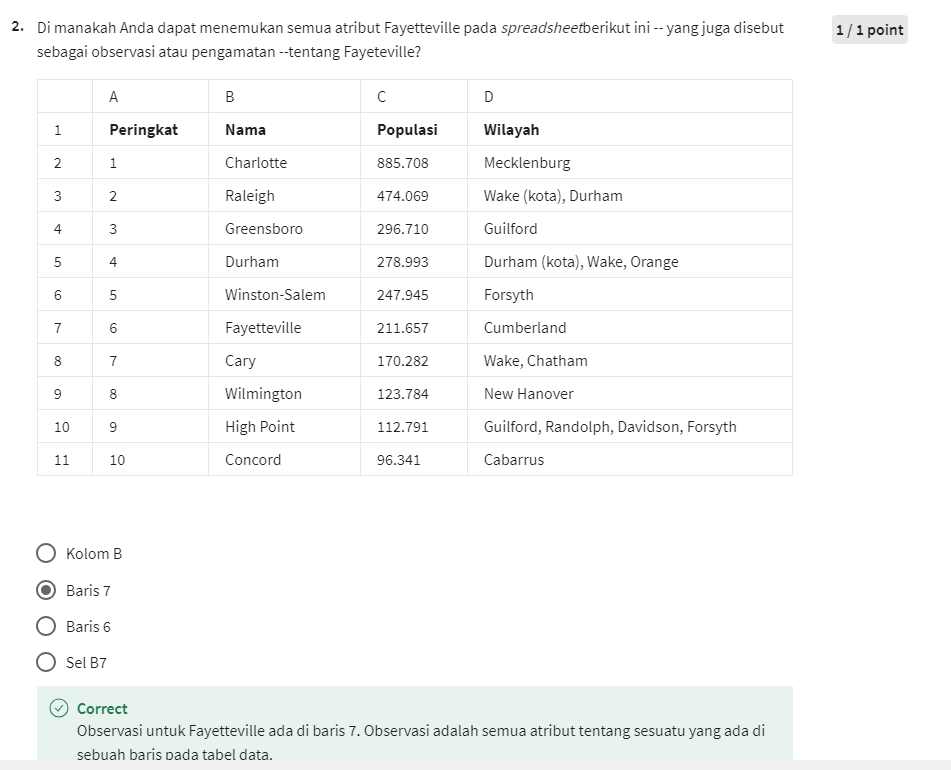 2. Di manakah Anda dapat menemukan semua atribut Fayetteville pada spreadsheetberikut ini -- yang juga disebut
sebagai observasi atau pengamatan --tentang Fayeteville?
1 / 1 point
A B C D
1 Peringkat Nama Populasi Wilayah
2 1 Charlotte 885.708 Mecklenburg
3 2 Raleigh 474.069 Wake (kota), Durham
4 3 Greensboro 296.710 Guilford
5 4 Durham 278.993 Durham (kota), Wake, Orange
6 5 Winston-Salem 247.945 Forsyth
7 6 Fayetteville 211.657 Cumberland
8 7 Cary 170.282 Wake, Chatham
9 8 Wilmington 123.784 New Hanover
10 9 High Point 112.791 Guilford, Randolph, Davidson, Forsyth
11 10 Concord 96.341 Cabarrus
Kolom B
Baris 7
Baris 6
Sel B7
Correct
Observasi untuk Fayetteville ada di baris 7. Observasi adalah semua atribut tentang sesuatu yang ada di
sebuah baris pada tabel data.